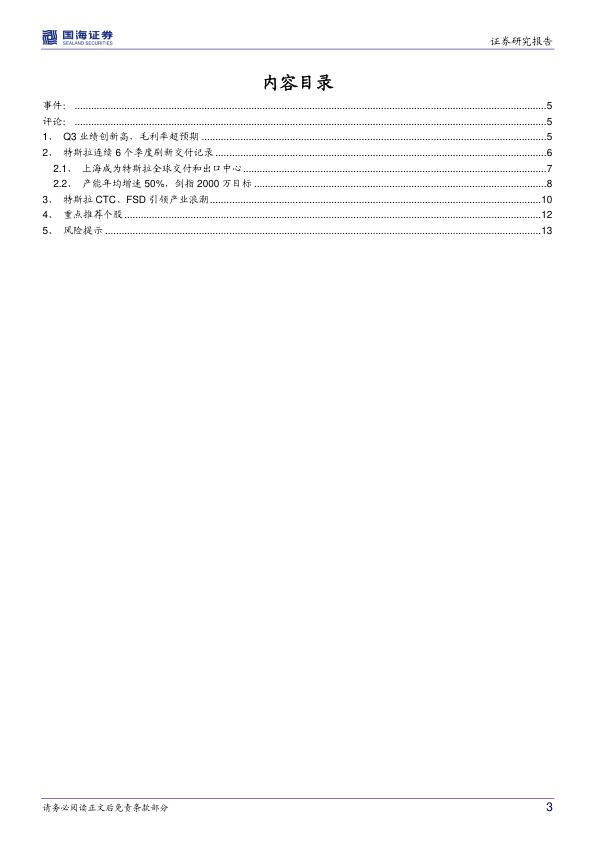 国海证券
SEALAND SECURITIES
证券研究报告
内容目录
事件: ..........................................................................................................................................................................5
评论: ..........................................................................................................................................................................5
1、 Q3 业绩创新高、毛利率超预期 ..............................................................................................................................5
2、 特斯拉连续 6 个季度刷新交付记录 ........................................................................................................................6
2.1、 上海成为特斯拉全球交付和出口中心 ..............................................................................................................7
2.2、 产能年均增速 50%，剑指 2000 万目标 ..........................................................................................................8
3、 特斯拉 CTC、FSD 引领产业浪潮 ........................................................................................................................10
4、 重点推荐个股 ......................................................................................................................................................12
5、 风险提示 .............................................................................................................................................................13
请务必阅读正文后免责条款部分
3